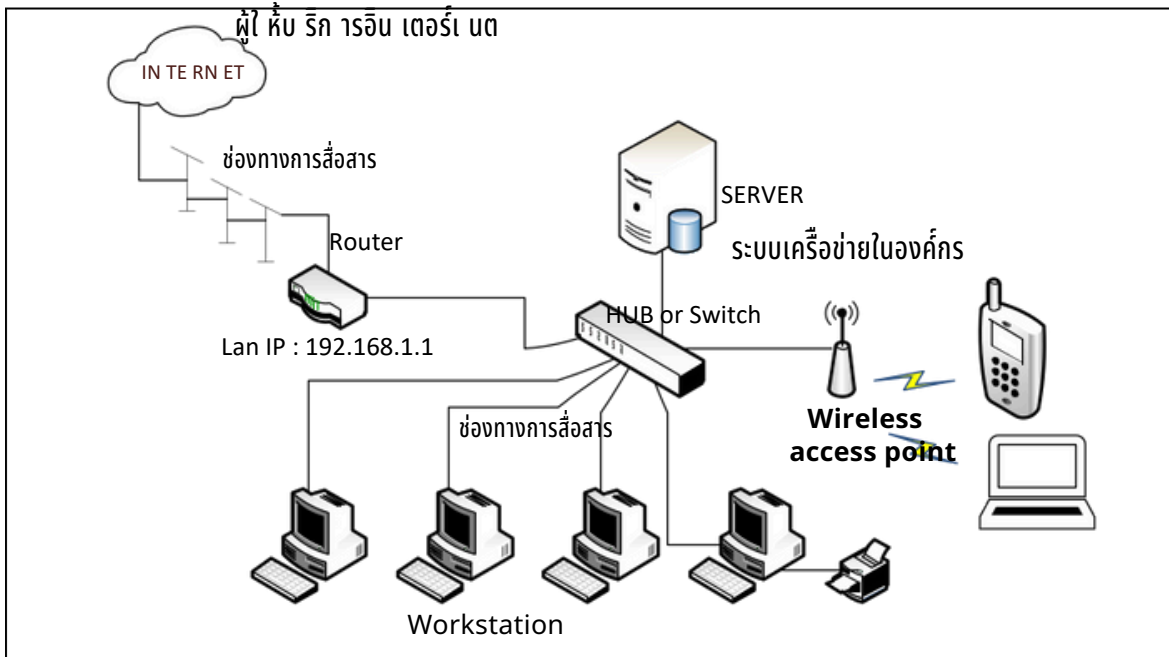 ผู้ใ ห้บ ริก ารอิน เตอร์เ นต
IN TE RN ET
ช่องทางการสื่อสาร
SERVER
Router
ระบบเครือข่ายในองค์กร
HUB or Switch
Lan IP : 192.168.1.1
ช่องทางการสื่อสาร
Wireless
access point
Workstation